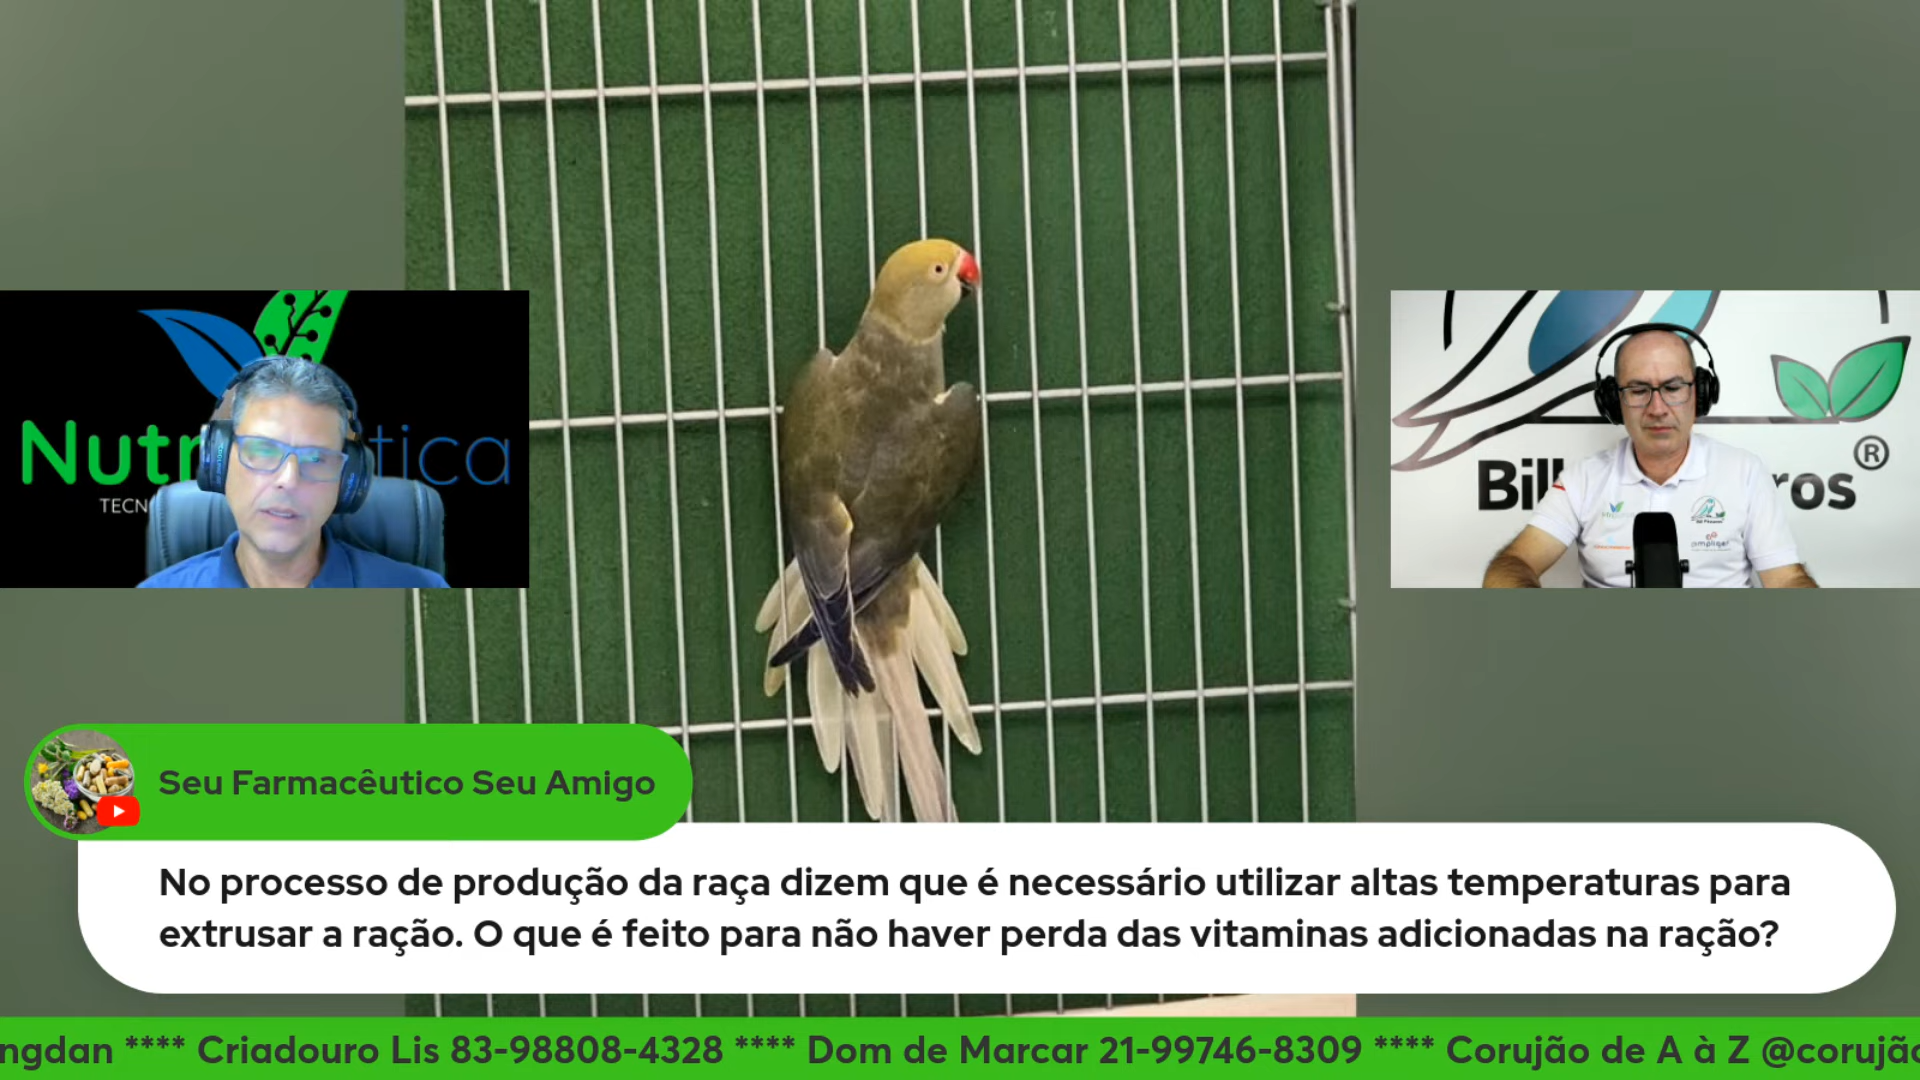 Nutr tica
TECN
Bil ros®
Seu Farmacêutico Seu Amigo
No processo de produção da raça dizem que é necessário utilizar altas temperaturas para
extrusar a ração. O que é feito para não haver perda das vitaminas adicionadas na ração?
ngdan **** Criadouro Lis 83-98808-4328 **** Dom de Marcar 21-99746-8309 **** Corujão de A à Z @corujão